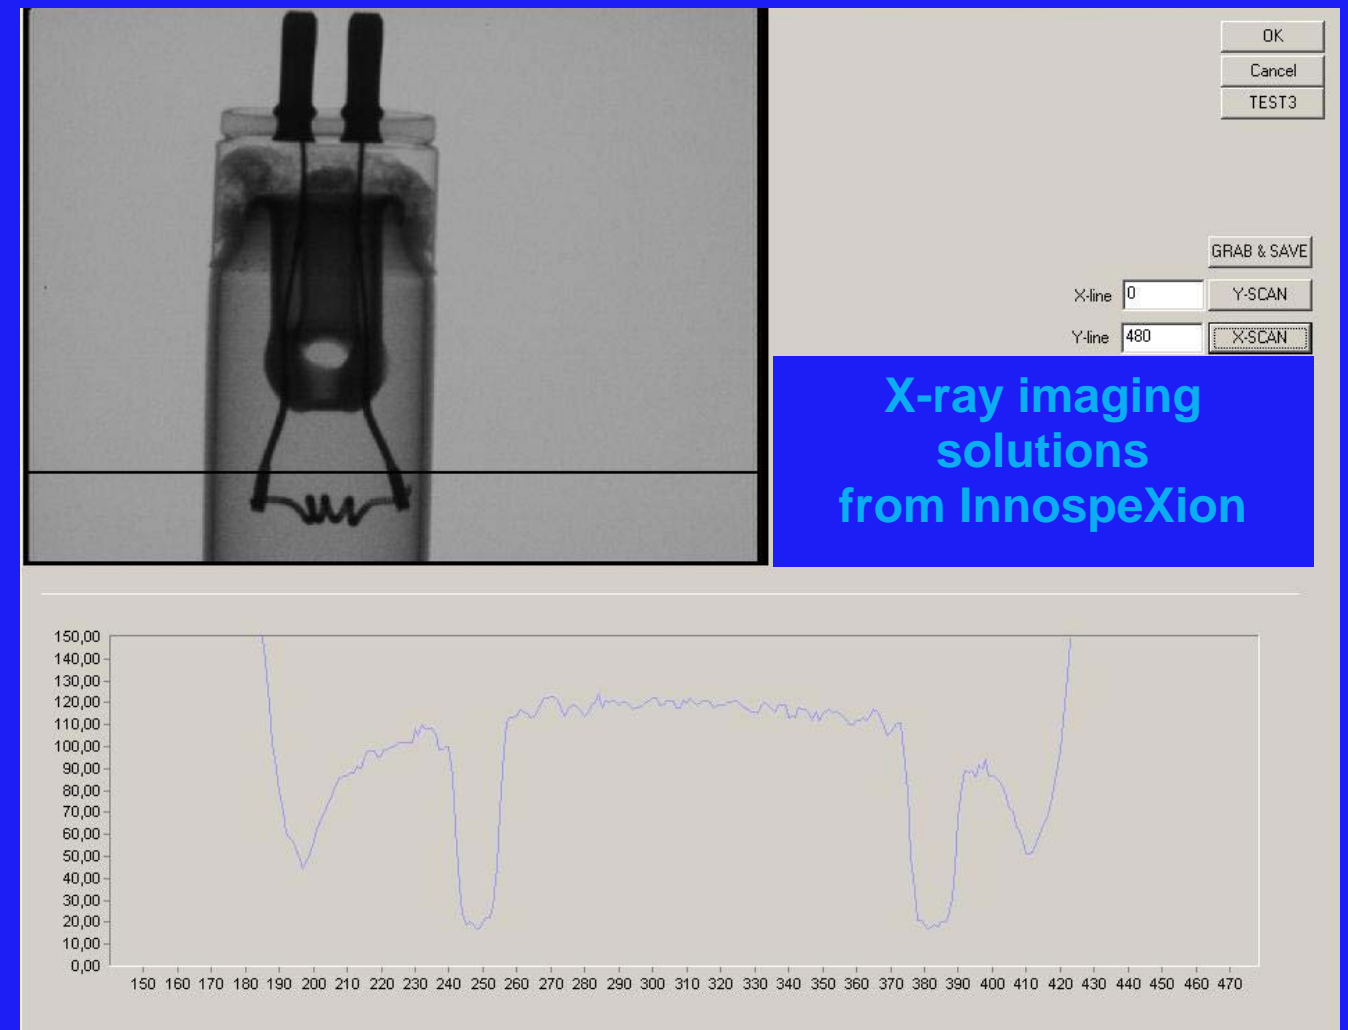 OK
Cancel
TEST3
GRAB & SAVE
X-line 0 Y-SCAN
Y-line 480 X-SCAN
X-ray imaging
solutions
from InnospeXion
150,00
140,00
130,00
120,00
110,00
100,00
90,00
80,00
70,00
60,00
50,00
40,00
30,00
20,00
10,00
0,00
150 160 170 180 190 200 210 220 230 240 250 260 270 280 290 300 310 320 330 340 350 360 370 380 390 400 410 420 430 440 450 460 470